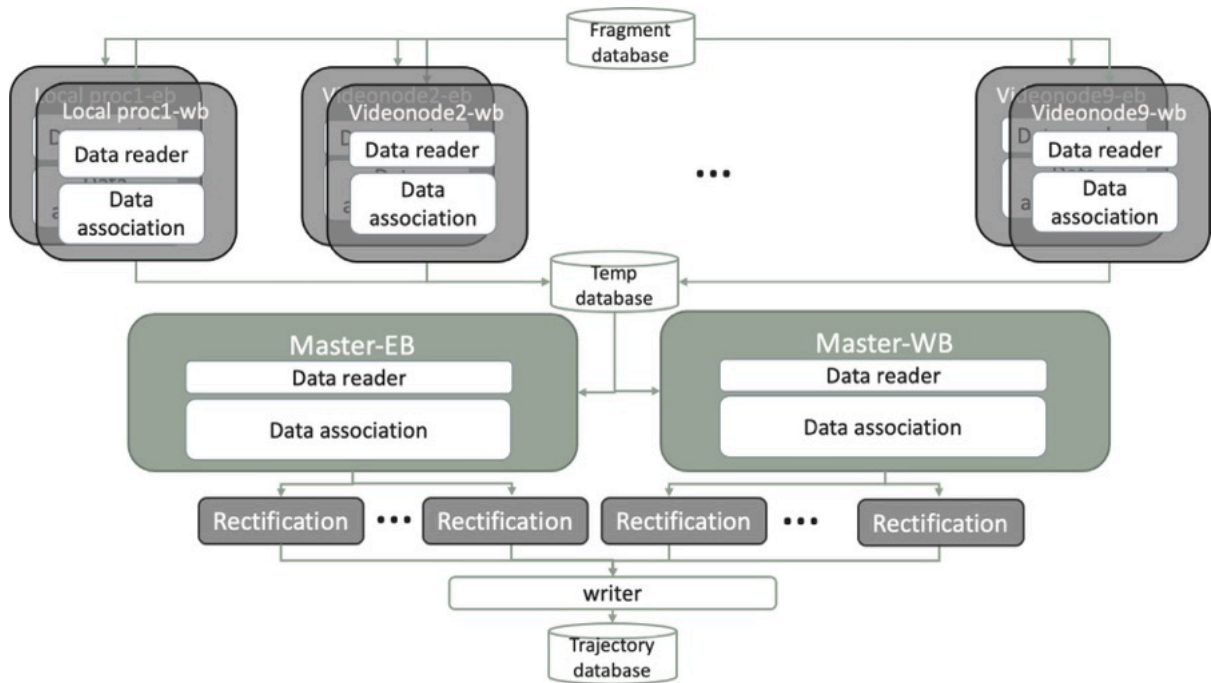 Fragment
database
Local proc1-eb
Local proc1-wb
Data reader
Data
association
Videonode2-eb
Videonode2-wb
Data reader
Data
association
...
Videonode9-eb
Videonode9-wb
Data reader
Data
association
Temp
database
Master-EB
Data reader
Data association
Master-WB
Data reader
Data association
Rectification
...
Rectification
Rectification
...
Rectification
writer
Trajectory
database